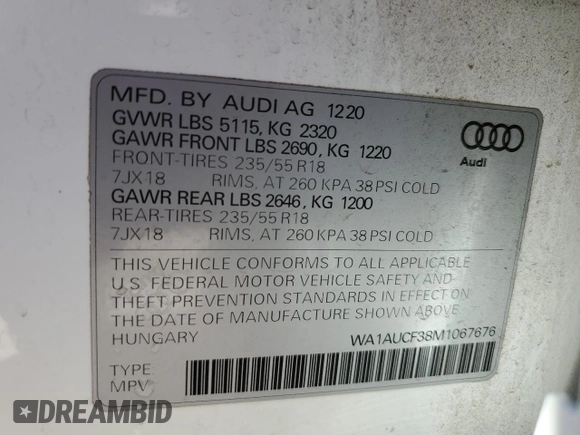 MFD. BY AUDI AG 1220
GVWR LBS 5115, KG 2320
GAWR FRONT LBS 2690, KG 1220
FRONT-TIRES 235/55 R18
7JX18 RIMS, AT 260 KPA 38 PSI COLD
GAWR REAR LBS 2646, KG 1200
REAR-TIRES 235/55 R18
7JX18 RIMS, AT 260 KPA 38 PSI COLD
Audi
THIS VEHICLE CONFORMS TO ALL APPLICABLE
U.S. FEDERAL MOTOR VEHICLE SAFETY AND
THEFT PREVENTION STANDARDS IN EFFECT ON
THE DATE OF MANUFACTURE SHOWN ABOVE
HUNGARY WA1AUCF38M1067676
TYPE
MPV
DREAMBID